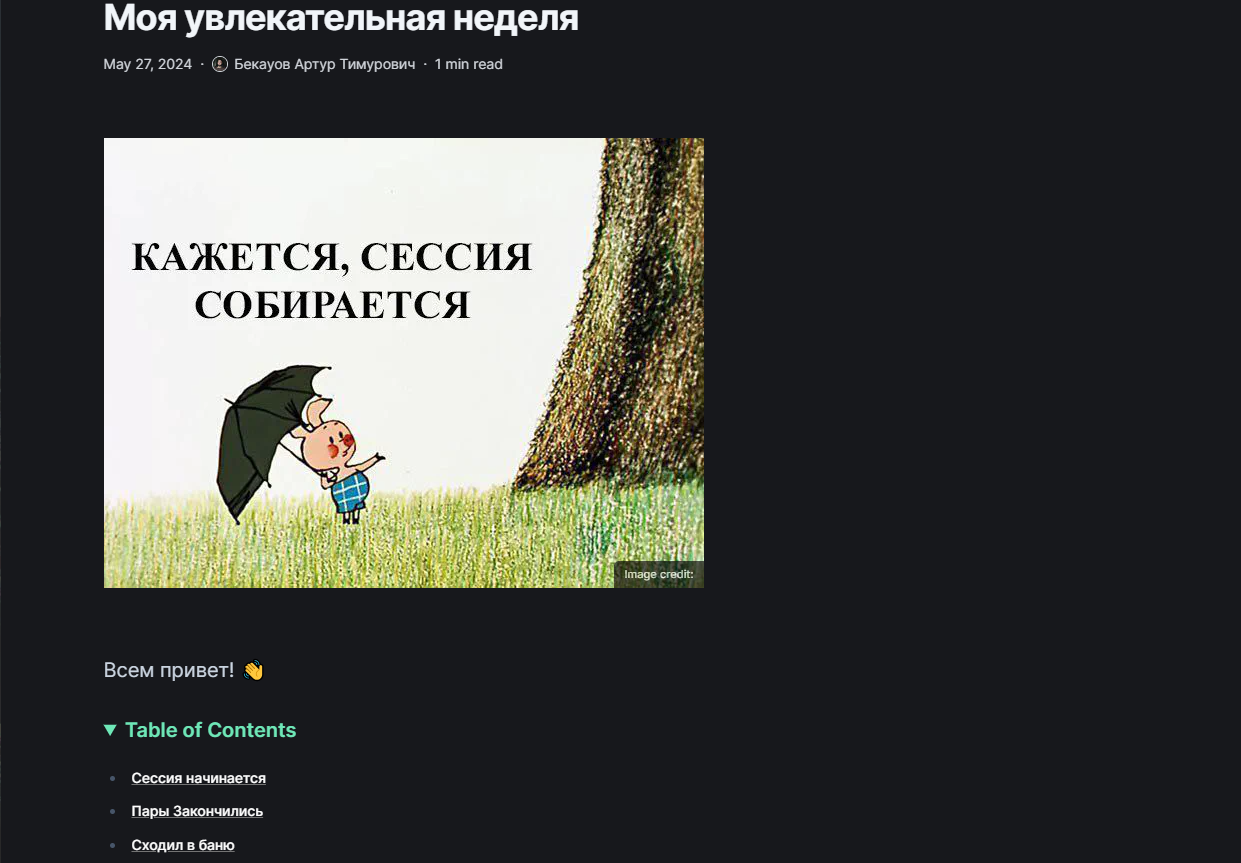 Моя увлекательная неделя
May 27, 2024 · Бекауов Артур Тимурович · 1 min read
КАЖЕТСЯ, СЕССИЯ
СОБИРАЕТСЯ
Image credit:
Всем привет! 👋
Table of Contents
Сессия начинается
Пары Закончились
Сходил в баню